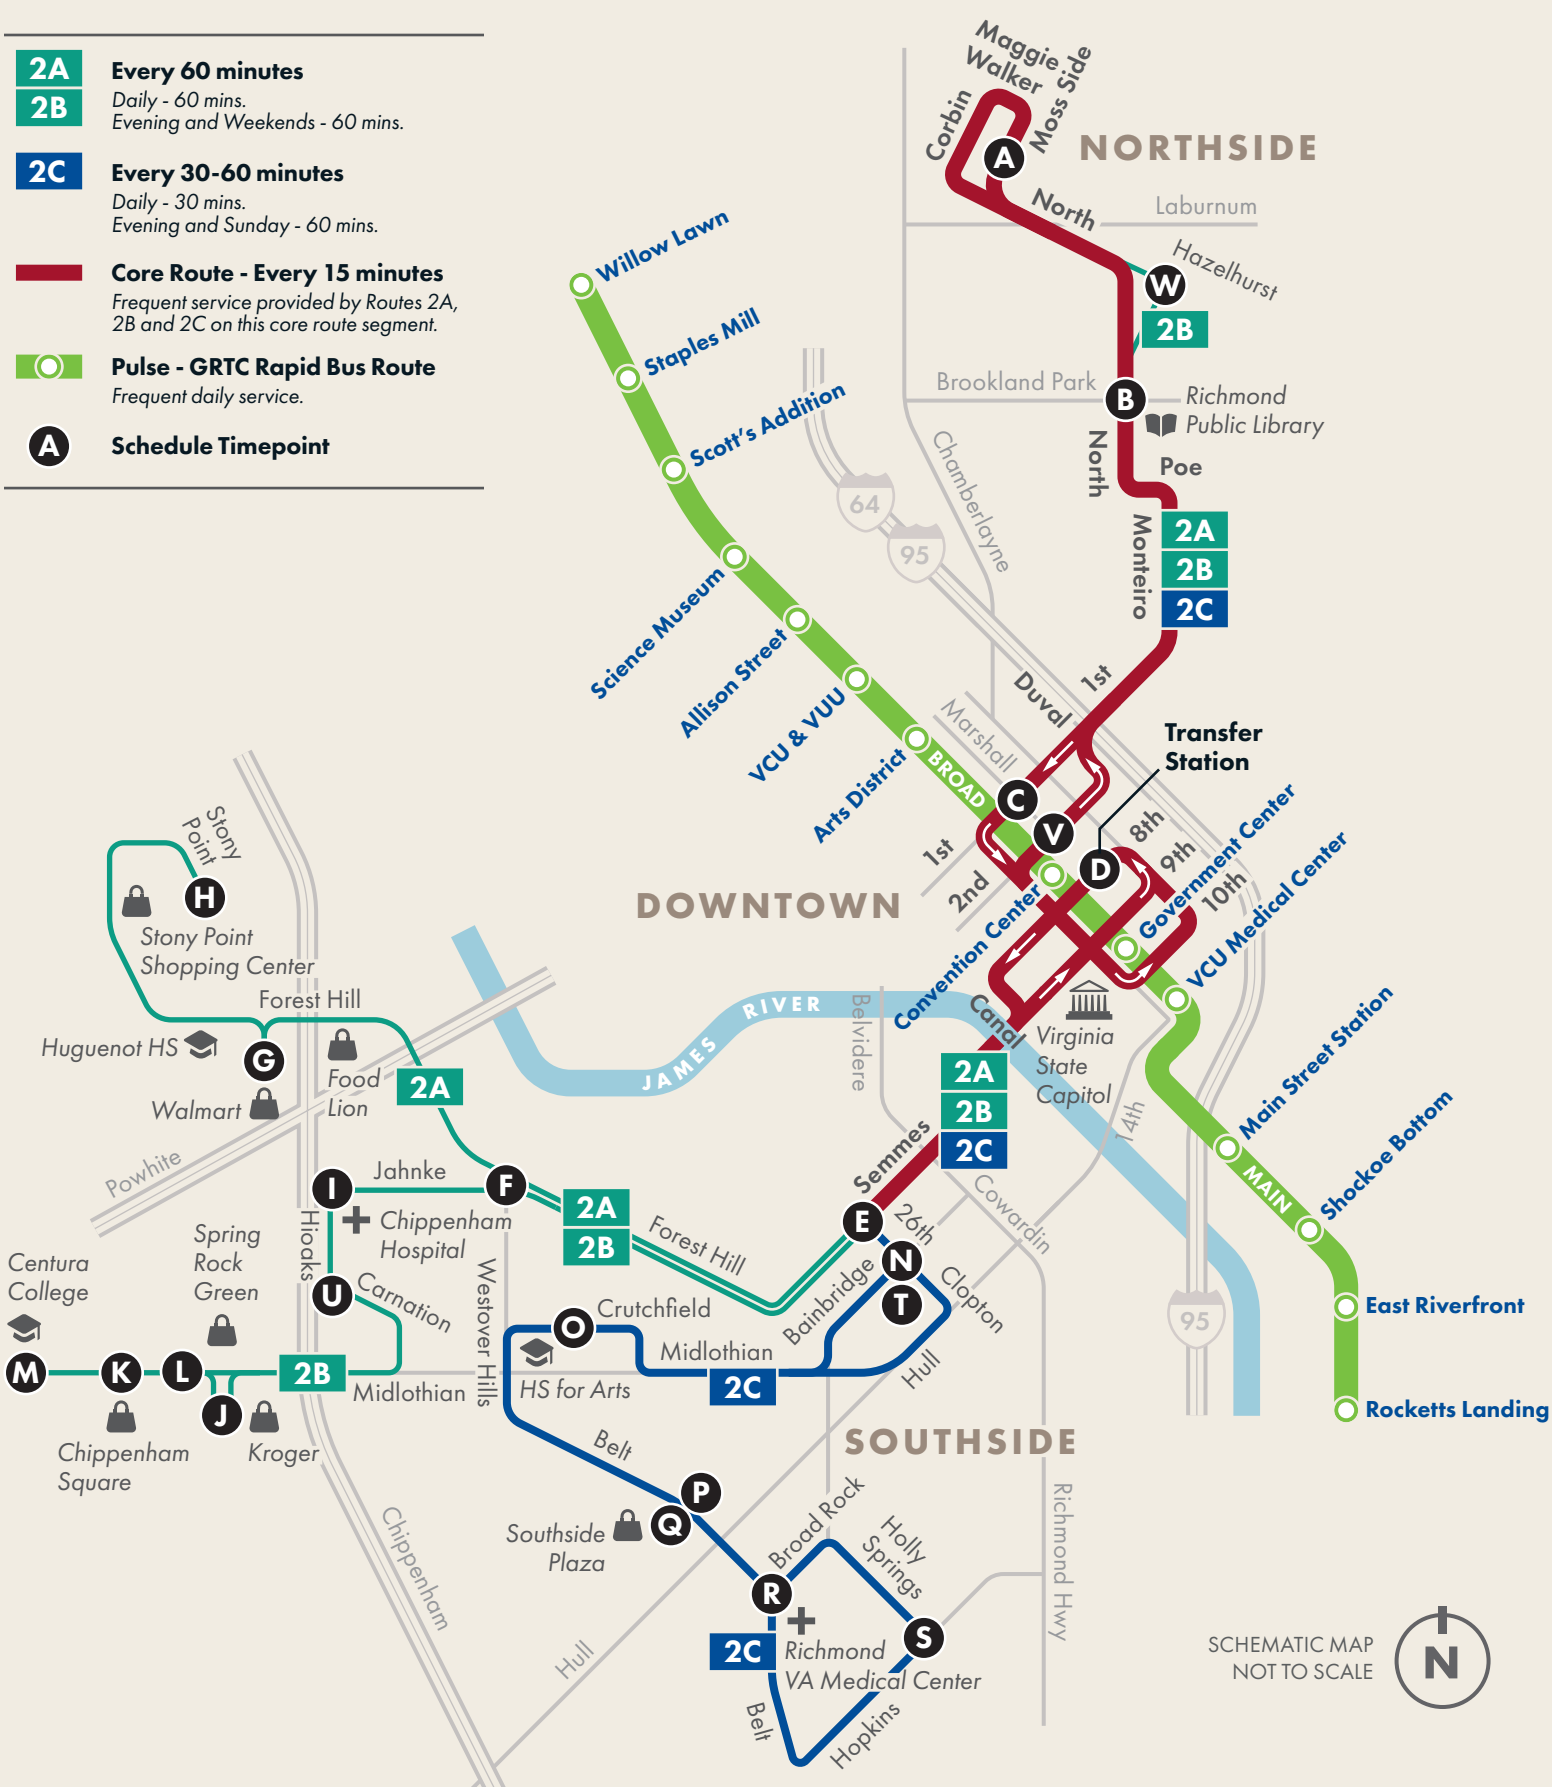 2A
2B
Every 60 minutes
Daily - 60 mins.
Evening and Weekends - 60 mins.
2C
Every 30-60 minutes
Daily - 30 mins.
Evening and Sunday - 60 mins.
Core Route - Every 15 minutes
Frequent service provided by Routes 2A,
2B and 2C on this core route segment.
Pulse - GRTC Rapid Bus Route
Frequent daily service.
A
Schedule Timepoint
Maggie
Walker
Corbin
Moss Side
A
NORTHSIDE
North
Laburnum
Hazelhurst
W
2B
Willow Lawn
Staples Mill
Scott's Addition
Brookland Park
B
Richmond
Public Library
North
Poe
Chamberlayne
64
95
Monteiro
2A
2B
2C
Science Museum
Allison Street
VCU & VUU
Arts District
BROAD
Marshall
Duval
1st
Transfer
Station
C
V
D
8th
9th
10th
1st
2nd
DOWNTOWN
Convention Center
Government Center
VCU Medical Center
Main Street Station
Shockoe Bottom
MAIN
East Riverfront
Rocketts Landing
95
14th
Virginia
State
Capitol
Canal
Belvidere
JAMES RIVER
2A
2B
2C
Semmes
E
26th
Cowardin
N
T
Clopton
Bainbridge
Hull
Stony
Point
H
Stony Point
Shopping Center
Forest Hill
Huguenot HS
G
Walmart
Food
Lion
2A
Powhite
Jahnke
I
F
Chippenham
Hospital
2A
2B
Forest Hill
Spring
Rock
Green
Centura
College
Hioaks
U
Carnation
Westover Hills
O
Crutchfield
HS for Arts
Midlothian
2C
M
K
L
J
2B
Midlothian
Chippenham
Square
Kroger
SOUTHSIDE
Belt
P
Q
Southside
Plaza
Chippenham
Broad Rock
Holly
Springs
R
S
2C
Richmond
VA Medical Center
Richmond Hwy
Hull
Belt
Hopkins
SCHEMATIC MAP
NOT TO SCALE
N